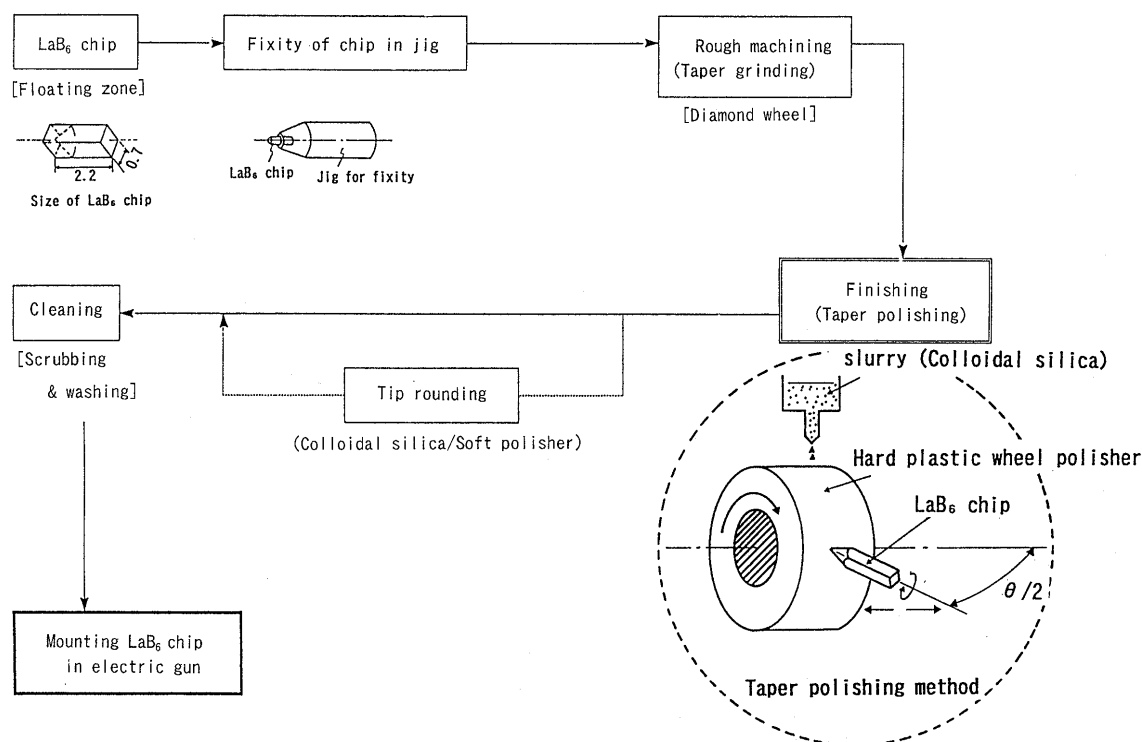 LaB₆ chip
[Floating zone]
Fixity of chip in jig
Rough machining
(Taper grinding)
[Diamond wheel]
2.2
0.7
Size of LaB₆ chip
LaB₆ chip
Jig for fixity
Finishing
(Taper polishing)
Cleaning
[Scrubbing
& washing]
Tip rounding
(Colloidal silica/Soft polisher)
slurry (Colloidal silica)
Hard plastic wheel polisher
LaB₆ chip
θ/2
Taper polishing method
Mounting LaB₆ chip
in electric gun